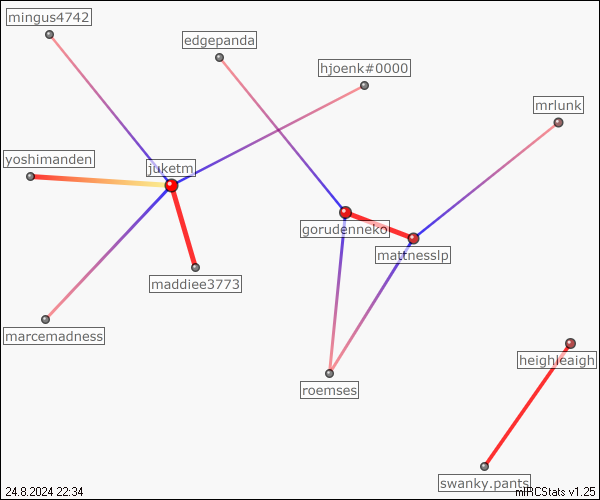 mingus4742
edgepanda
hjoenk#0000
mrlunk
yoshimanden
juketm
gorudenneko
mattnesslp
maddiee3773
marcemadness
heighleaigh
roemses
swanky.pants
24.8.2024 22:34
mIRCStats v1.25